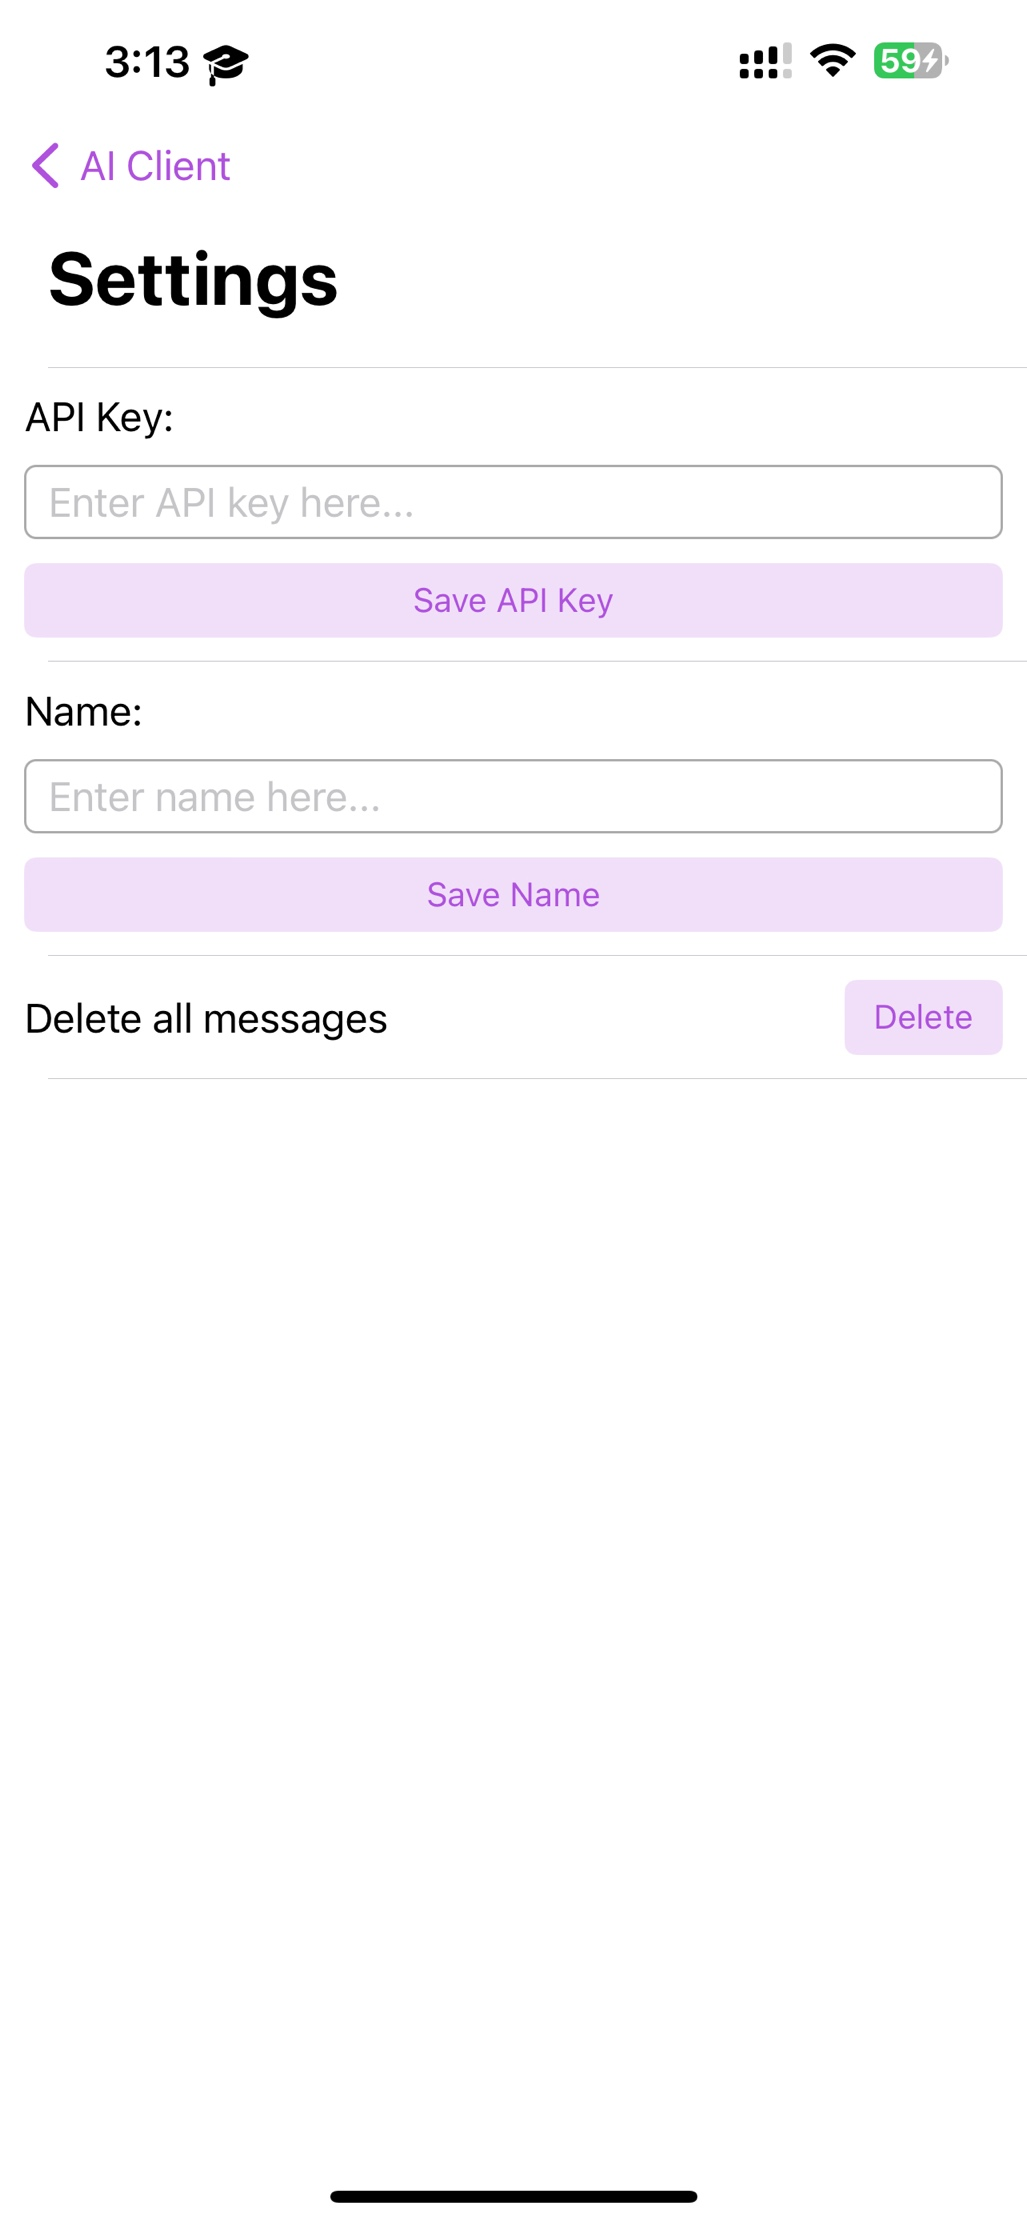 3:13
59
AI Client
Settings
API Key:
Enter API key here...
Save API Key
Name:
Enter name here...
Save Name
Delete all messages
Delete